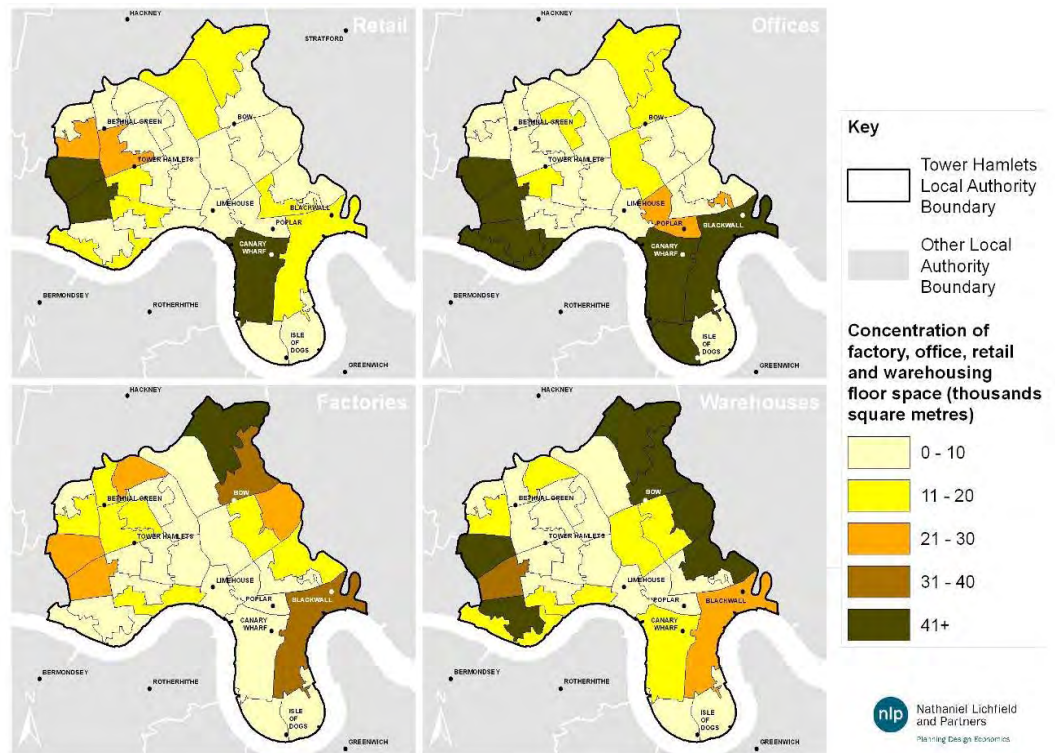 Retail
HACKNEY
STRATFORD
BETHNAL GREEN
BOW
TOWER HAMLETS
LIMEHOUSE
BLACKWALL
POPLAR
CANARY
WHARF
BERMONDSEY
ROTHERHITHE
ISLE
OF
DOGS
N
GREENWICH
Offices
HACKNEY
BETHNAL GREEN
BOW
TOWER HAMLETS
LIMEHOUSE
POPLAR
BLACKWALL
CANARY
WHARF
BERMONDSEY
ROTHERHITHE
ISLE
OF
DOGS
N
GREENWICH
Factories
HACKNEY
BETHNAL GREEN
BOW
TOWER HAMLETS
LIMEHOUSE
BLACKWALL
POPLAR
CANARY
WHARF
BERMONDSEY
ROTHERHITHE
ISLE
OF
DOGS
N
GREENWICH
Warehouses
HACKNEY
BETHNAL GREEN
BOW
TOWER HAMLETS
LIMEHOUSE
BLACKWALL
POPLAR
CANARY
WHARF
BERMONDSEY
ROTHERHITHE
ISLE
OF
DOGS
N
GREENWICH
Key
Tower Hamlets
Local Authority
Boundary
Other Local
Authority
Boundary
Concentration of
factory, office, retail
and warehousing
floor space (thousands
square metres)
0 - 10
11 - 20
21 - 30
31 - 40
41+
nlp
Nathaniel Lichfield
and Partners
Planning Design Economics